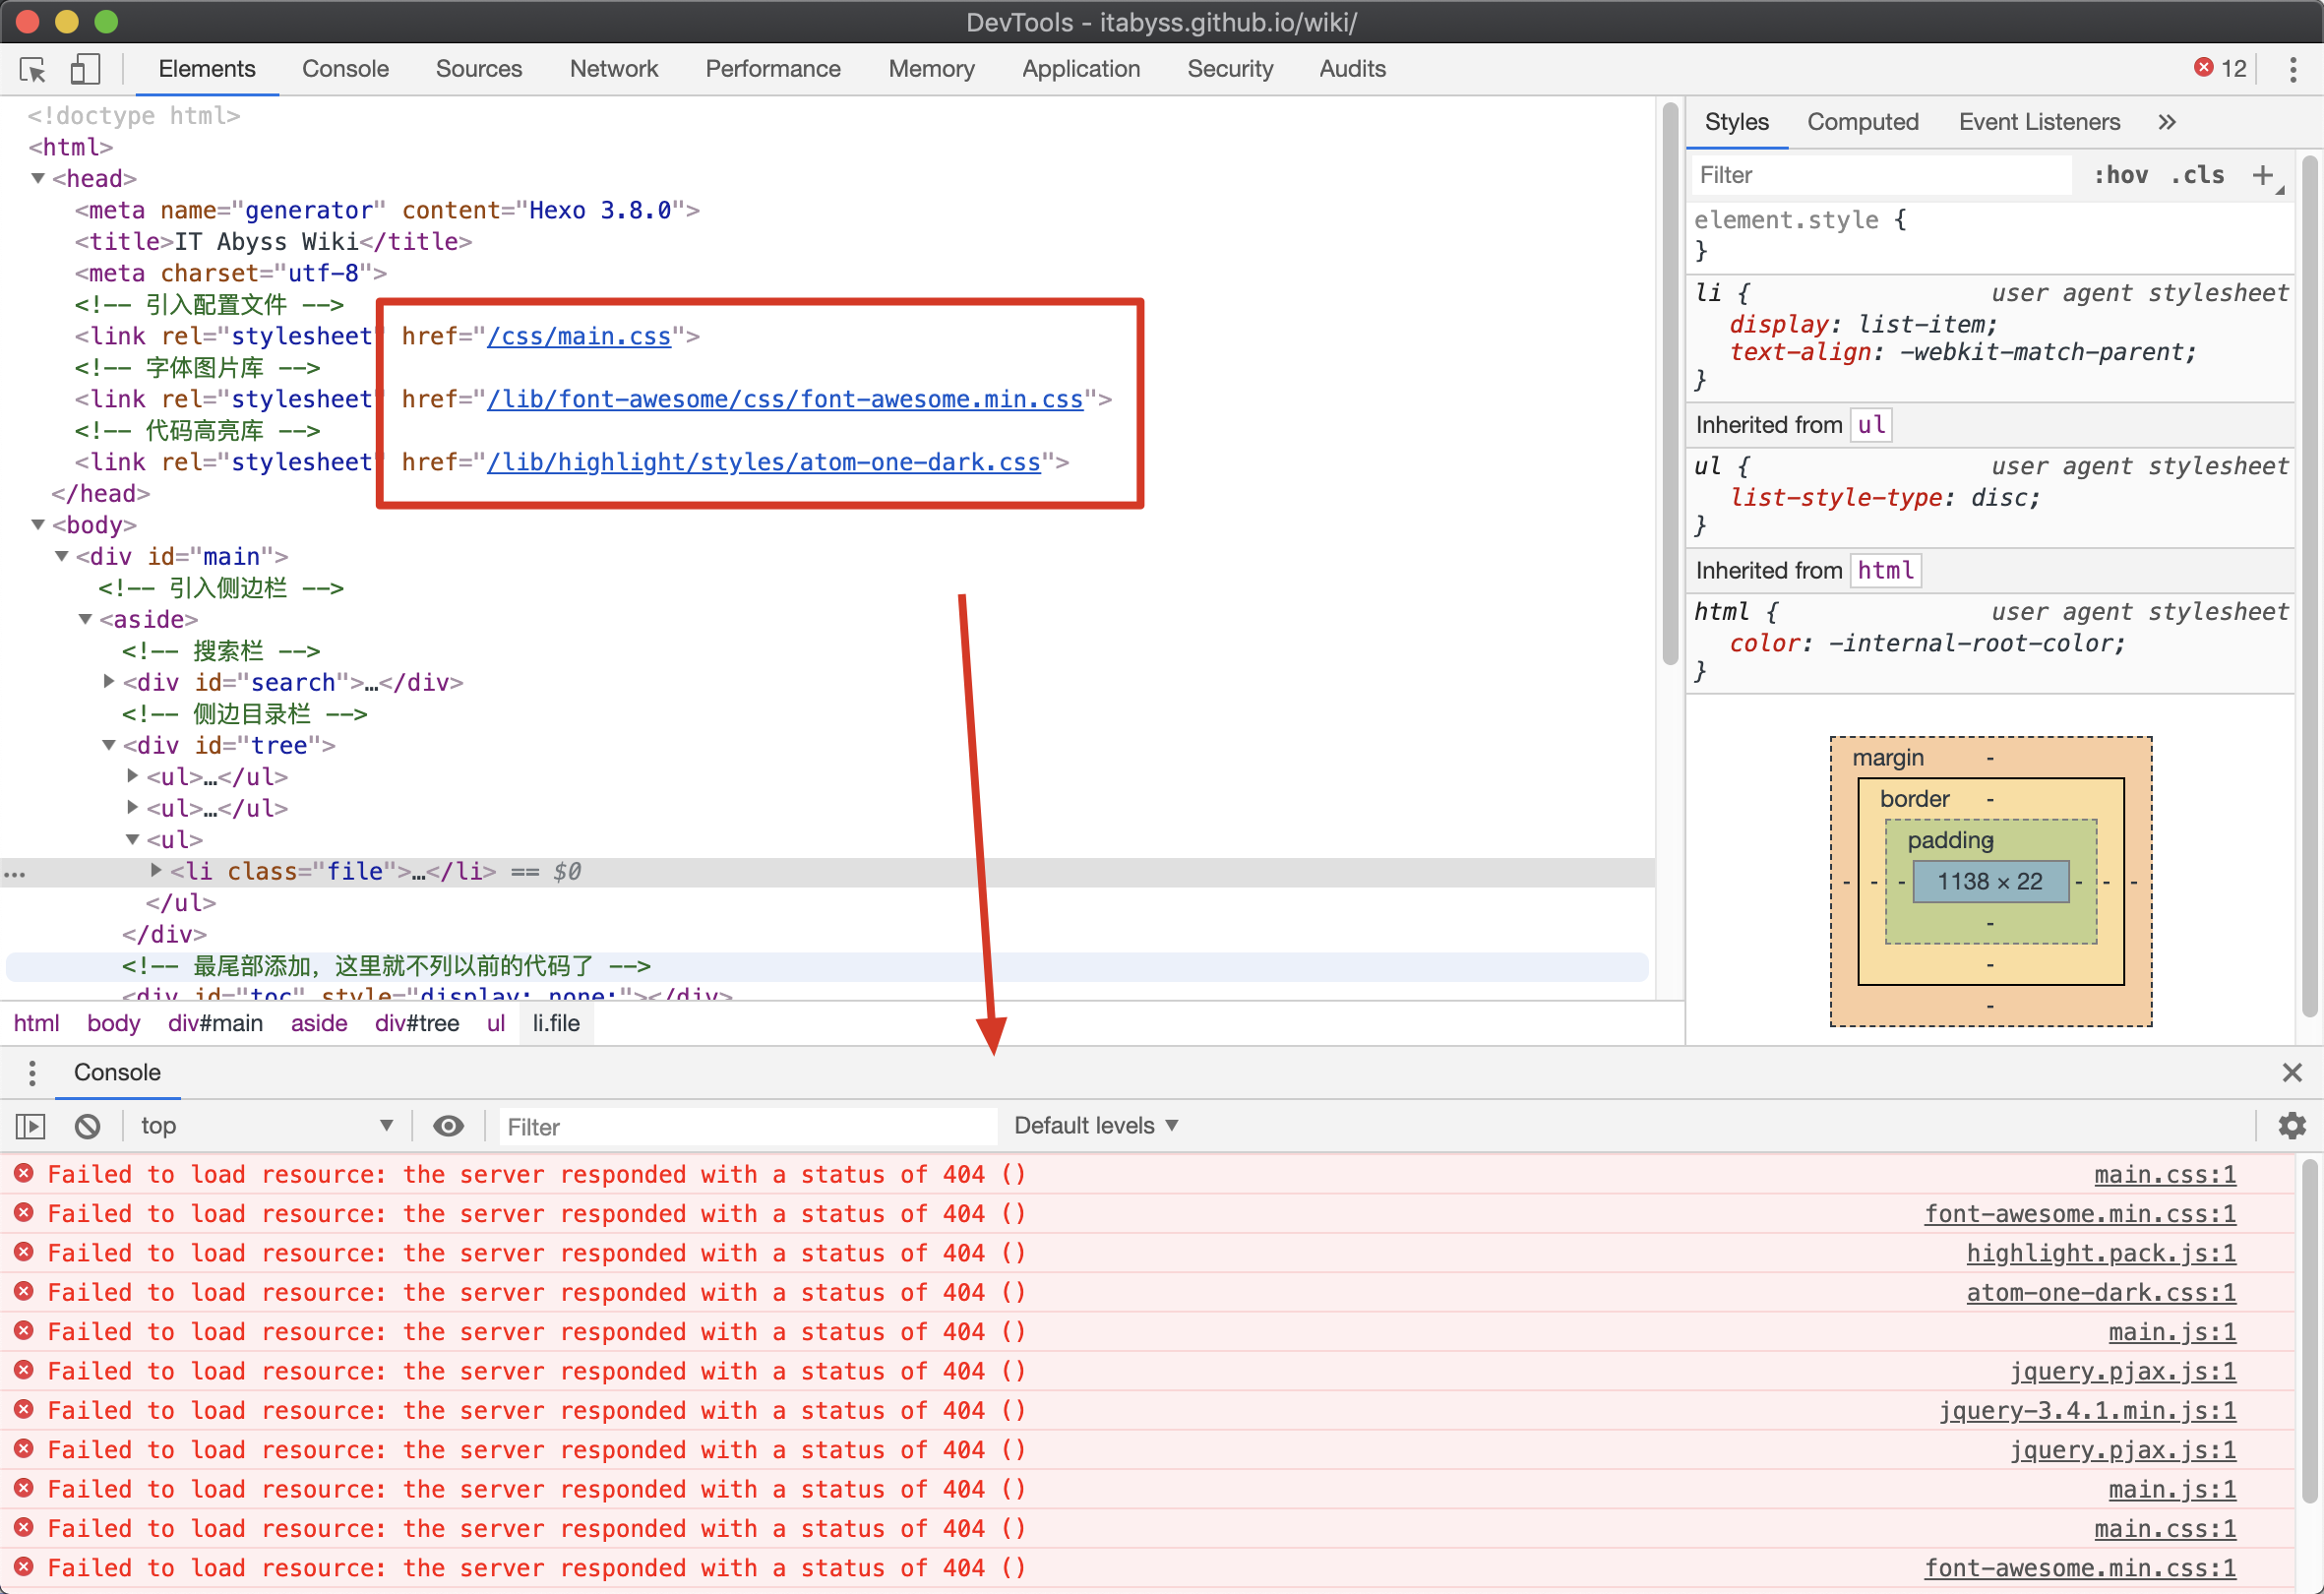 DevTools - itabyss.github.io/wiki/
Elements Console Sources Network Performance Memory Application Security Audits 12
<!doctype html>
<html>
<head>
<meta name="generator" content="Hexo 3.8.0">
<title>IT Abyss Wiki</title>
<meta charset="utf-8">
<!-- 引入配置文件 -->
<link rel="stylesheet" href="/css/main.css">
<!-- 字体图片库 -->
<link rel="stylesheet" href="/lib/font-awesome/css/font-awesome.min.css">
<!-- 代码高亮库 -->
<link rel="stylesheet" href="/lib/highlight/styles/atom-one-dark.css">
</head>
<body>
<div id="main">
<!-- 引入侧边栏 -->
<aside>
<!-- 搜索栏 -->
<div id="search">…</div>
<!-- 侧边目录栏 -->
<div id="tree">
<ul>…</ul>
<ul>…</ul>
<ul>
... <li class="file">…</li> == $0
</ul>
</div>
<!-- 最尾部添加，这里就不列以前的代码了 -->
<div id="toc" style="display: none;"></div>
html body div#main aside div#tree ul li.file
Styles Computed Event Listeners »
Filter :hov .cls +
element.style {
}
li { user agent stylesheet
display: list-item;
text-align: -webkit-match-parent;
}
Inherited from ul
ul { user agent stylesheet
list-style-type: disc;
}
Inherited from html
html { user agent stylesheet
color: -internal-root-color;
}
margin -
border -
padding -
- - - 1138 × 22 - - -
-
-
-
Console
top Filter Default levels
Failed to load resource: the server responded with a status of 404 () main.css:1
Failed to load resource: the server responded with a status of 404 () font-awesome.min.css:1
Failed to load resource: the server responded with a status of 404 () highlight.pack.js:1
Failed to load resource: the server responded with a status of 404 () atom-one-dark.css:1
Failed to load resource: the server responded with a status of 404 () main.js:1
Failed to load resource: the server responded with a status of 404 () jquery.pjax.js:1
Failed to load resource: the server responded with a status of 404 () jquery-3.4.1.min.js:1
Failed to load resource: the server responded with a status of 404 () jquery.pjax.js:1
Failed to load resource: the server responded with a status of 404 () main.js:1
Failed to load resource: the server responded with a status of 404 () main.css:1
Failed to load resource: the server responded with a status of 404 () font-awesome.min.css:1